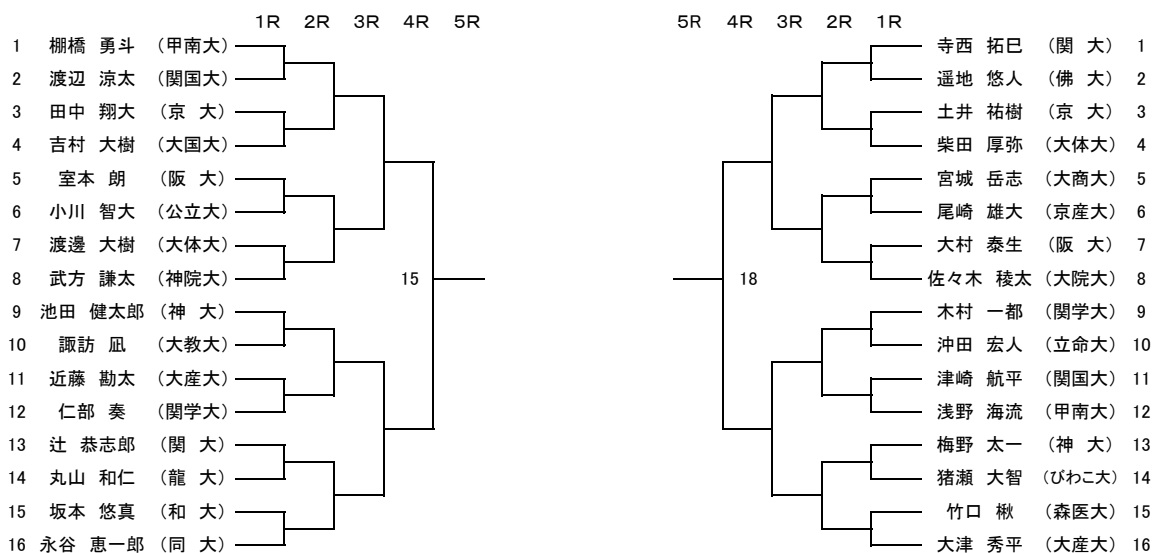 1R 2R 3R 4R 5R
1 棚橋 勇斗 (甲南大)
2 渡辺 涼太 (関国大)
3 田中 翔大 (京 大)
4 吉村 大樹 (大国大)
5 室本 朗 (阪 大)
6 小川 智大 (公立大)
7 渡邊 大樹 (大体大)
8 武方 謙太 (神院大)
9 池田 健太郎 (神 大)
10 諏訪 凪 (大教大)
11 近藤 勘太 (大産大)
12 仁部 奏 (関学大)
13 辻 恭志郎 (関 大)
14 丸山 和仁 (龍 大)
15 坂本 悠真 (和 大)
16 永谷 恵一郎 (同 大)
15
5R 4R 3R 2R 1R
寺西 拓巳 (関 大) 1
遥地 悠人 (佛 大) 2
土井 祐樹 (京 大) 3
柴田 厚弥 (大体大) 4
宮城 岳志 (大商大) 5
尾崎 雄大 (京産大) 6
大村 泰生 (阪 大) 7
佐々木 稜太 (大院大) 8
木村 一都 (関学大) 9
沖田 宏人 (立命大) 10
津崎 航平 (関国大) 11
浅野 海流 (甲南大) 12
梅野 太一 (神 大) 13
猪瀬 大智 (びわこ大) 14
竹口 楸 (森医大) 15
大津 秀平 (大産大) 16
18